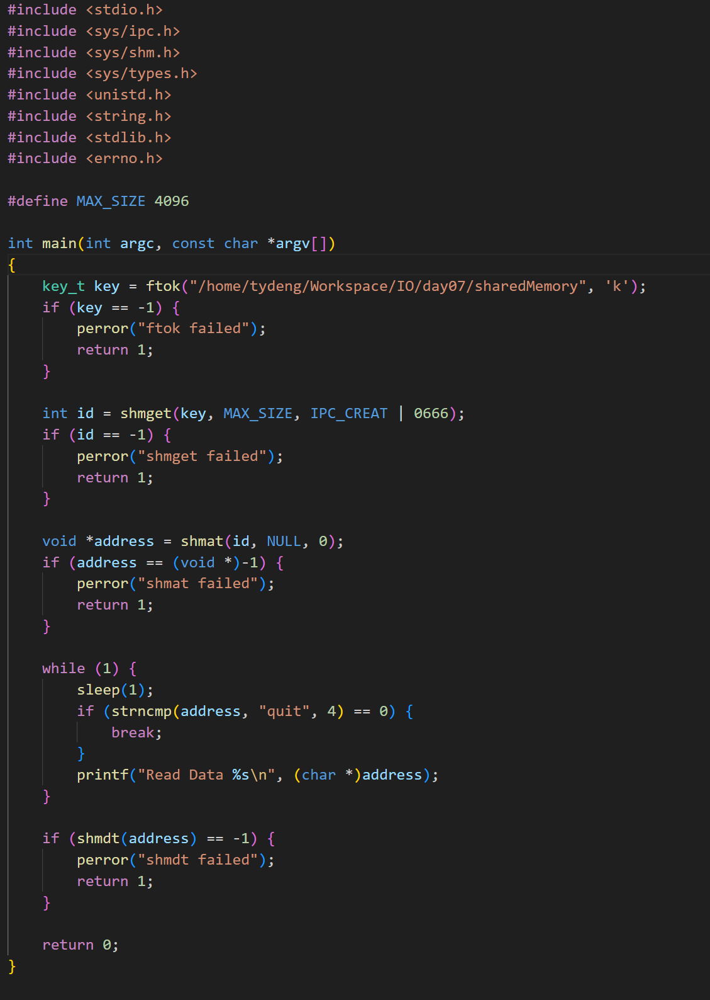 #include <stdio.h>
#include <sys/ipc.h>
#include <sys/shm.h>
#include <sys/types.h>
#include <unistd.h>
#include <string.h>
#include <stdlib.h>
#include <errno.h>

#define MAX_SIZE 4096

int main(int argc, const char *argv[])
{
    key_t key = ftok("/home/tydeng/Workspace/IO/day07/sharedMemory", 'k');
    if (key == -1) {
        perror("ftok failed");
        return 1;
    }

    int id = shmget(key, MAX_SIZE, IPC_CREAT | 0666);
    if (id == -1) {
        perror("shmget failed");
        return 1;
    }

    void *address = shmat(id, NULL, 0);
    if (address == (void *)-1) {
        perror("shmat failed");
        return 1;
    }

    while (1) {
        sleep(1);
        if (strncmp(address, "quit", 4) == 0) {
            break;
        }
        printf("Read Data %s\n", (char *)address);
    }

    if (shmdt(address) == -1) {
        perror("shmdt failed");
        return 1;
    }

    return 0;
}